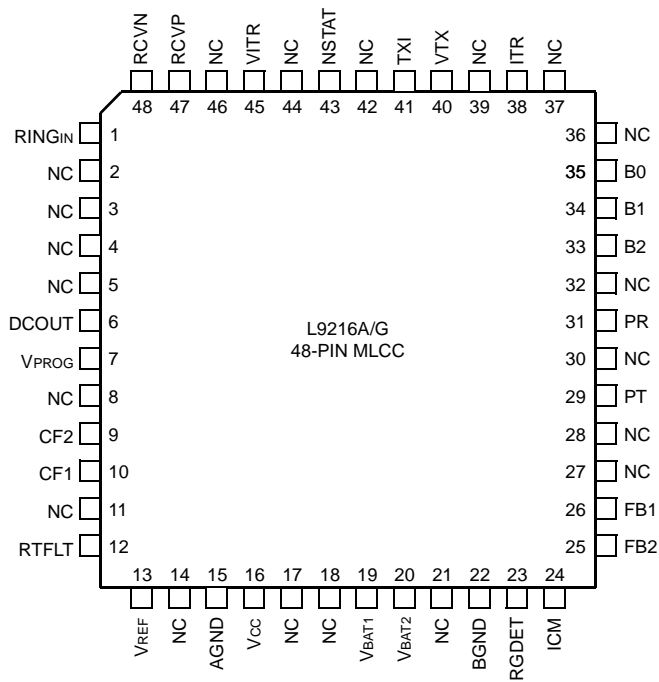 RCVN
RCVP
NC
VITR
NC
NSTAT
NC
TXI
VTX
NC
ITR
NC
48 47 46 45 44 43 42 41 40 39 38 37
RINGIN 1
NC 2
NC 3
NC 4
NC 5
DCOUT 6
VPROG 7
NC 8
CF2 9
CF1 10
NC 11
RTFLT 12
L9216A/G
48-PIN MLCC
36 NC
35 B0
34 B1
33 B2
32 NC
31 PR
30 NC
29 PT
28 NC
27 NC
26 FB1
25 FB2
13 14 15 16 17 18 19 20 21 22 23 24
VREF
NC
AGND
VCC
NC
NC
VBAT1
VBAT2
NC
BGND
RGDET
ICM